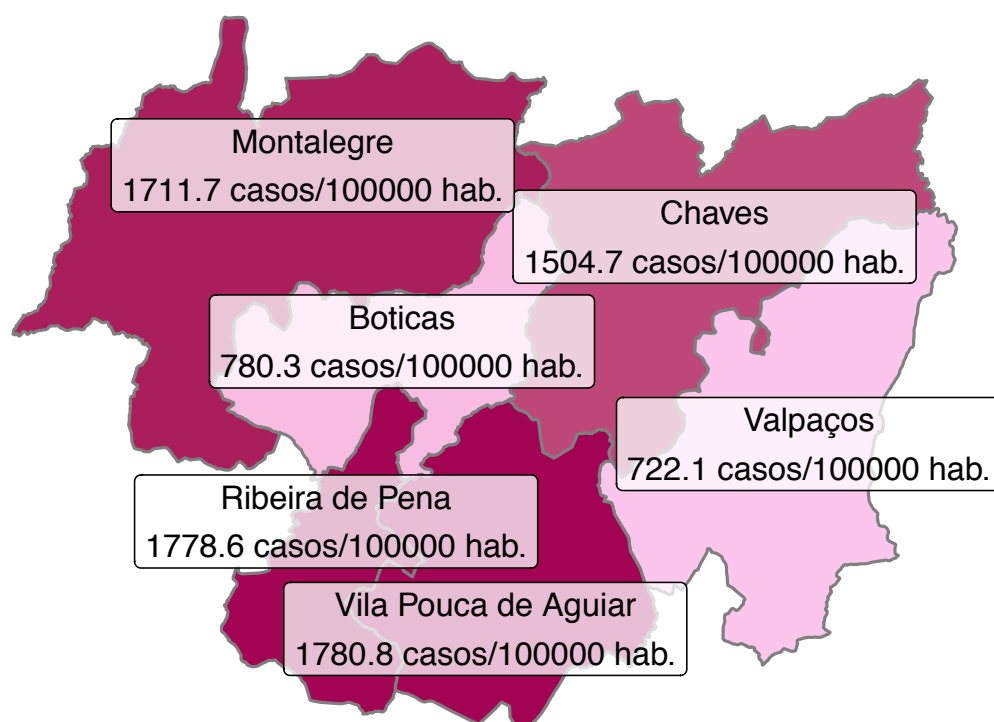 Montalegre
1711.7 casos/100000 hab.
Chaves
1504.7 casos/100000 hab.
Boticas
780.3 casos/100000 hab.
Valpaços
722.1 casos/100000 hab.
Ribeira de Pena
1778.6 casos/100000 hab.
Vila Pouca de Aguiar
1780.8 casos/100000 hab.